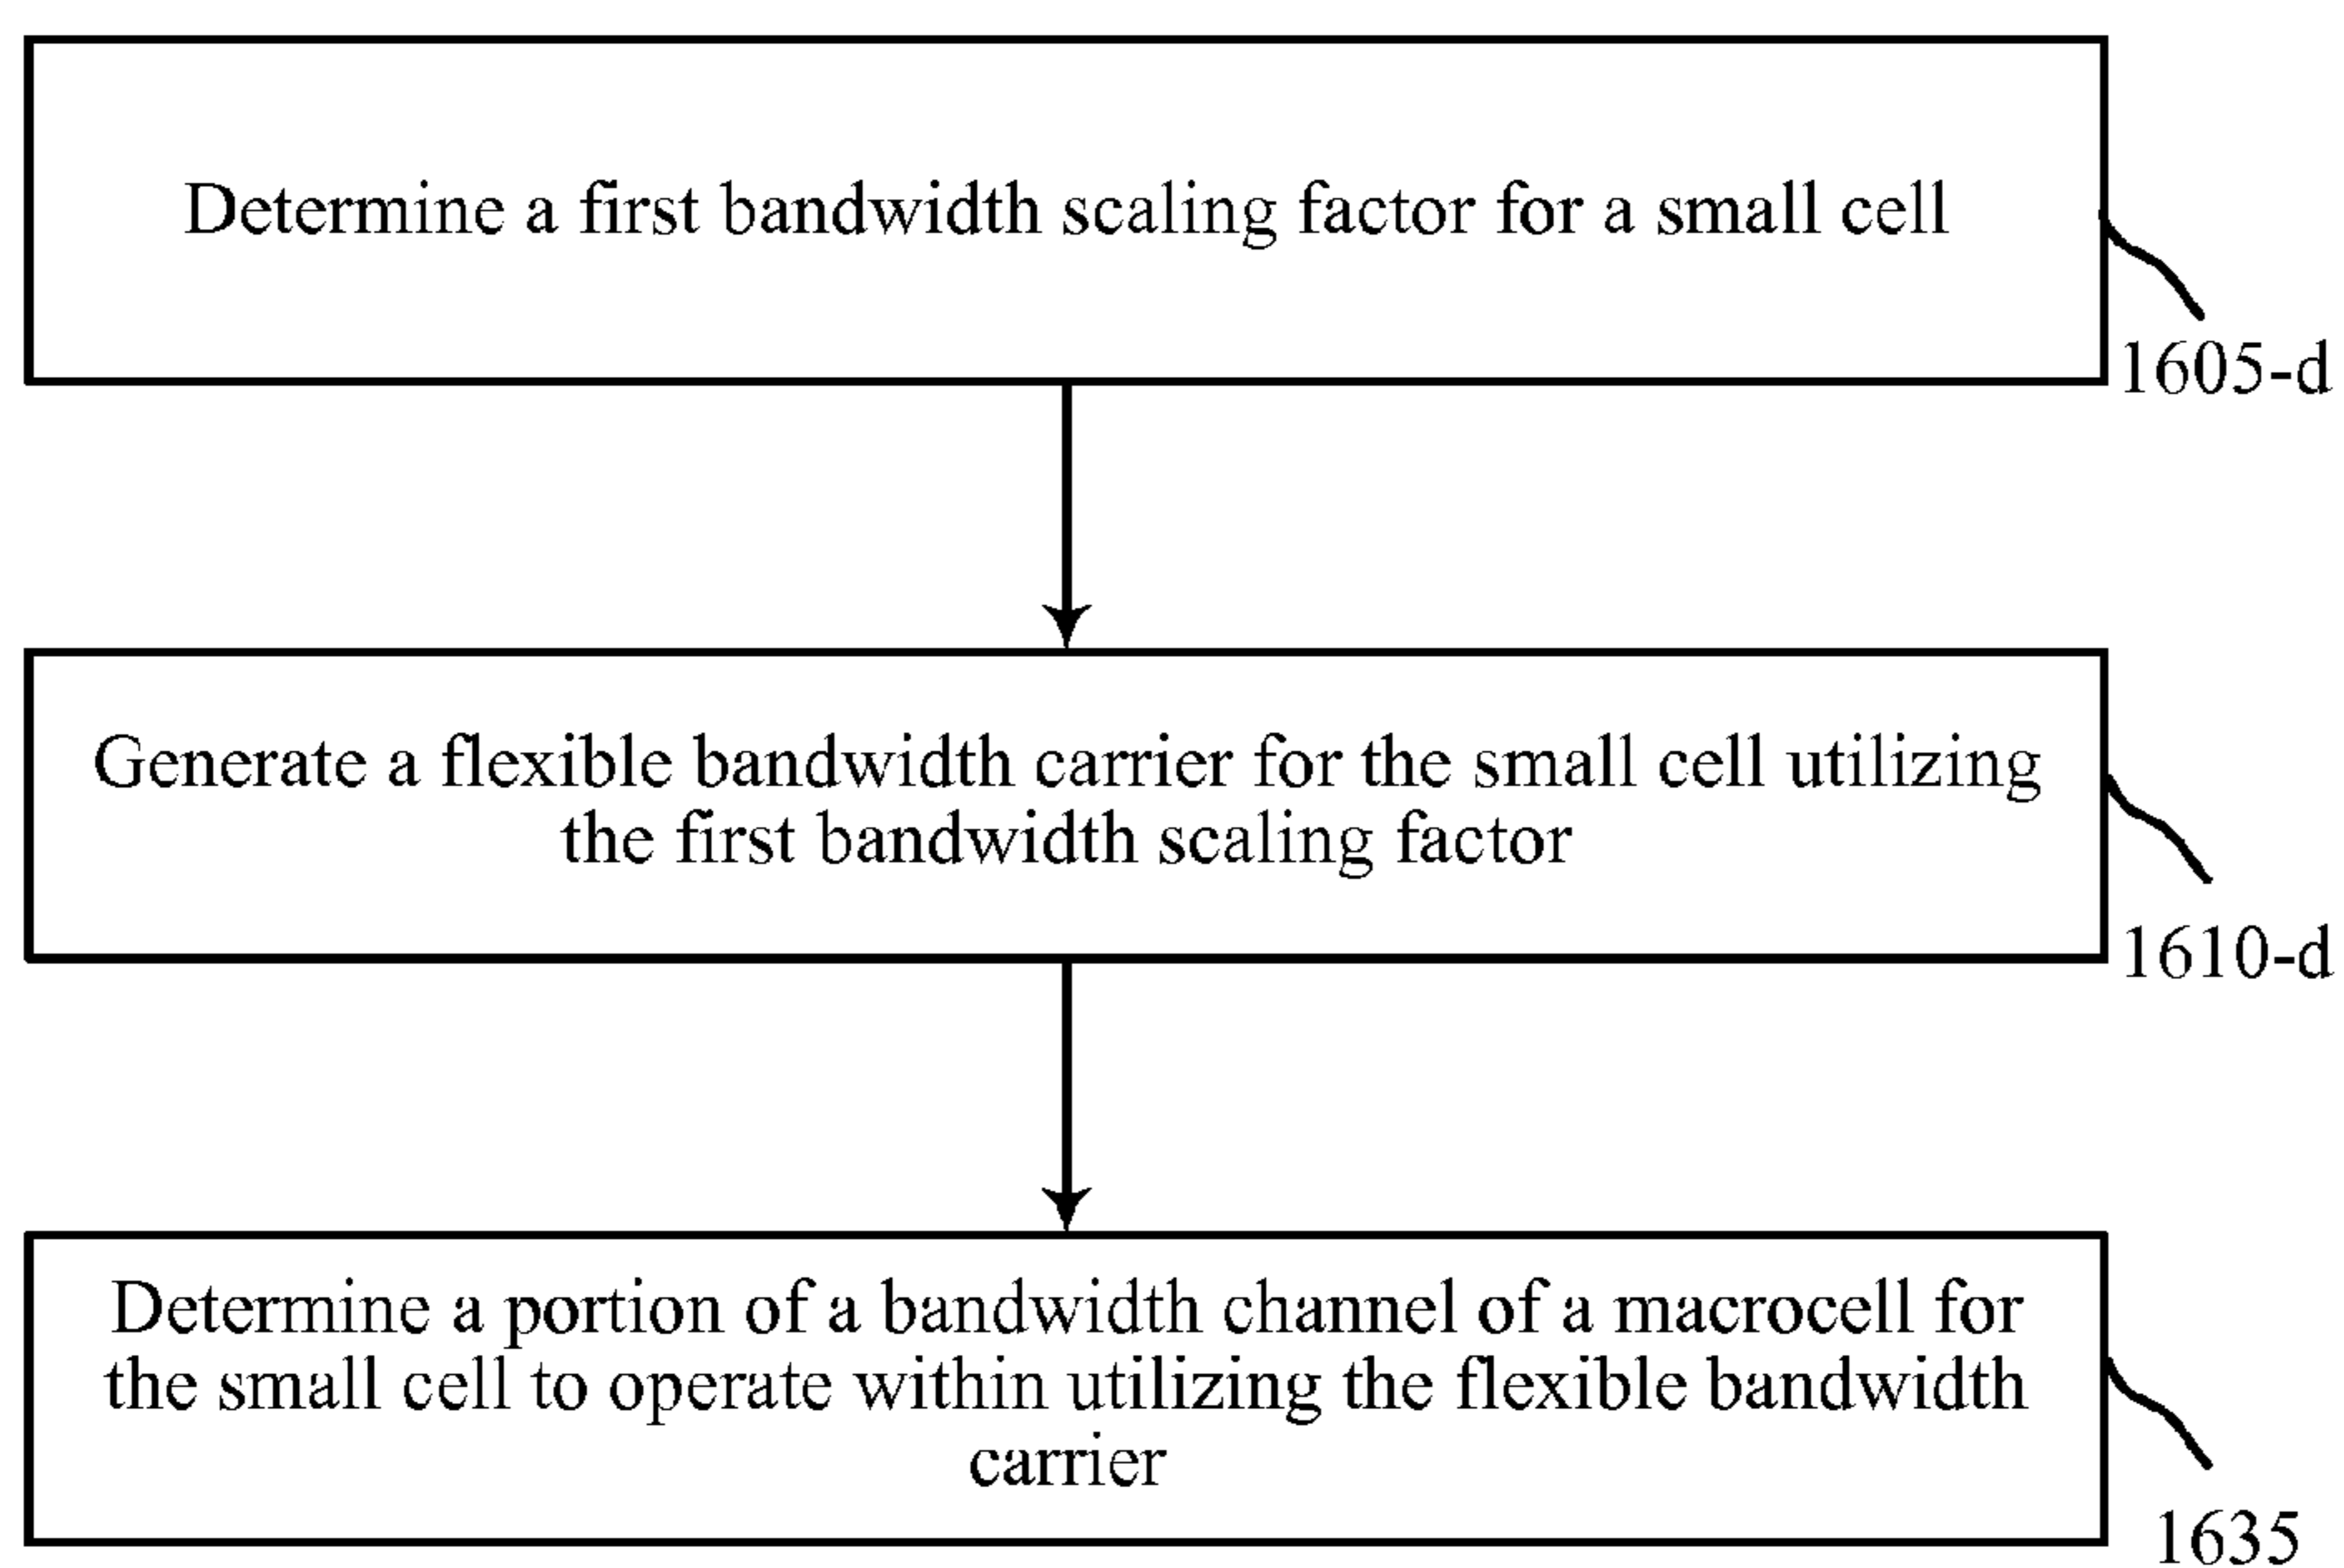 Determine a first bandwidth scaling factor for a small cell
1605-d
Generate a flexible bandwidth carrier for the small cell utilizing
the first bandwidth scaling factor
1610-d
Determine a portion of a bandwidth channel of a macrocell for
the small cell to operate within utilizing the flexible bandwidth
carrier
1635